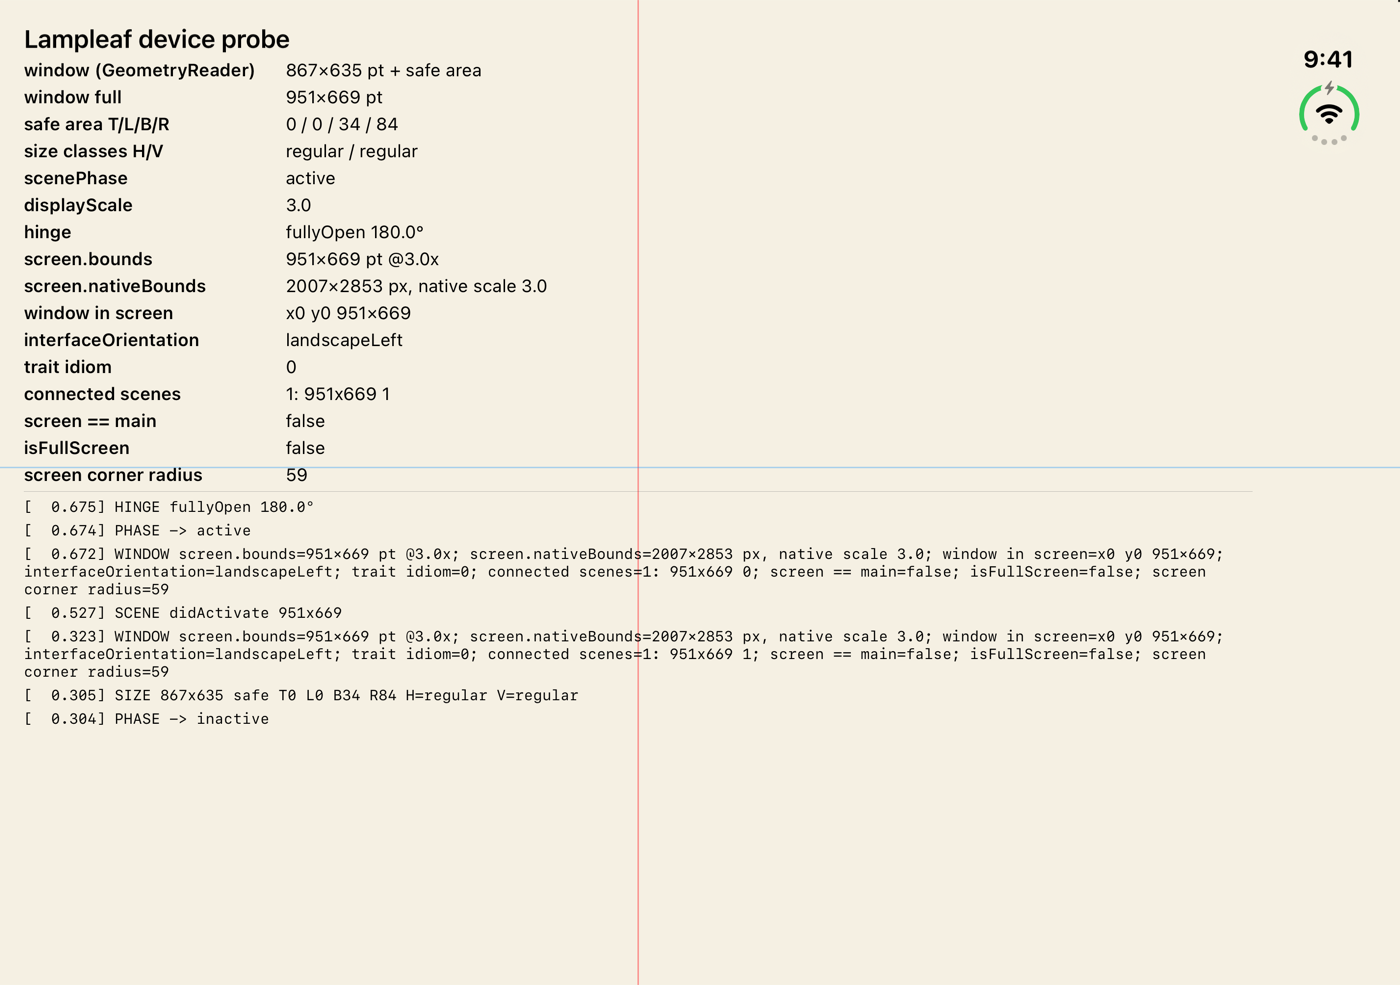 Lampleaf device probe
9:41
window (GeometryReader) 867×635 pt + safe area
window full 951×669 pt
safe area T/L/B/R 0 / 0 / 34 / 84
size classes H/V regular / regular
scenePhase active
displayScale 3.0
hinge fullyOpen 180.0°
screen.bounds 951×669 pt @3.0x
screen.nativeBounds 2007×2853 px, native scale 3.0
window in screen x0 y0 951×669
interfaceOrientation landscapeLeft
trait idiom 0
connected scenes 1: 951x669 1
screen == main false
isFullScreen false
screen corner radius 59
[  0.675] HINGE fullyOpen 180.0°
[  0.674] PHASE —> active
[  0.672] WINDOW screen.bounds=951×669 pt @3.0x; screen.nativeBounds=2007×2853 px, native scale 3.0; window in screen=x0 y0 951×669;
interfaceOrientation=landscapeLeft; trait idiom=0; connected scenes=1: 951x669 0; screen == main=false; isFullScreen=false; screen
corner radius=59
[  0.527] SCENE didActivate 951x669
[  0.323] WINDOW screen.bounds=951×669 pt @3.0x; screen.nativeBounds=2007×2853 px, native scale 3.0; window in screen=x0 y0 951×669;
interfaceOrientation=landscapeLeft; trait idiom=0; connected scenes=1: 951x669 1; screen == main=false; isFullScreen=false; screen
corner radius=59
[  0.305] SIZE 867x635 safe T0 L0 B34 R84 H=regular V=regular
[  0.304] PHASE —> inactive